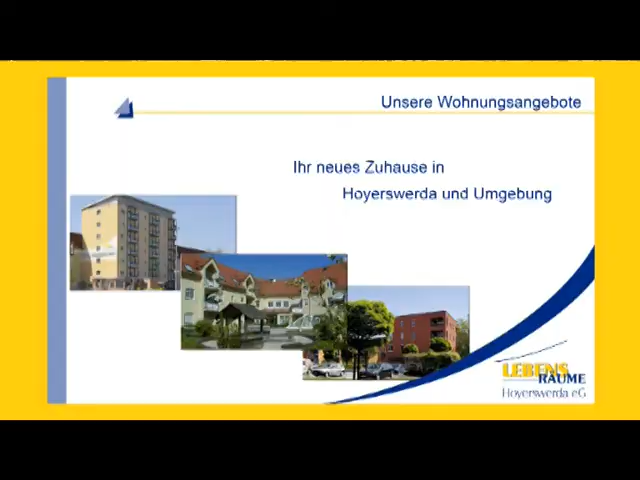 Unsere Wohnungsangebote
Ihr neues Zuhause in
Hoyerswerda und Umgebung
LEBENS
RÄUME
Hoyerswerda eG